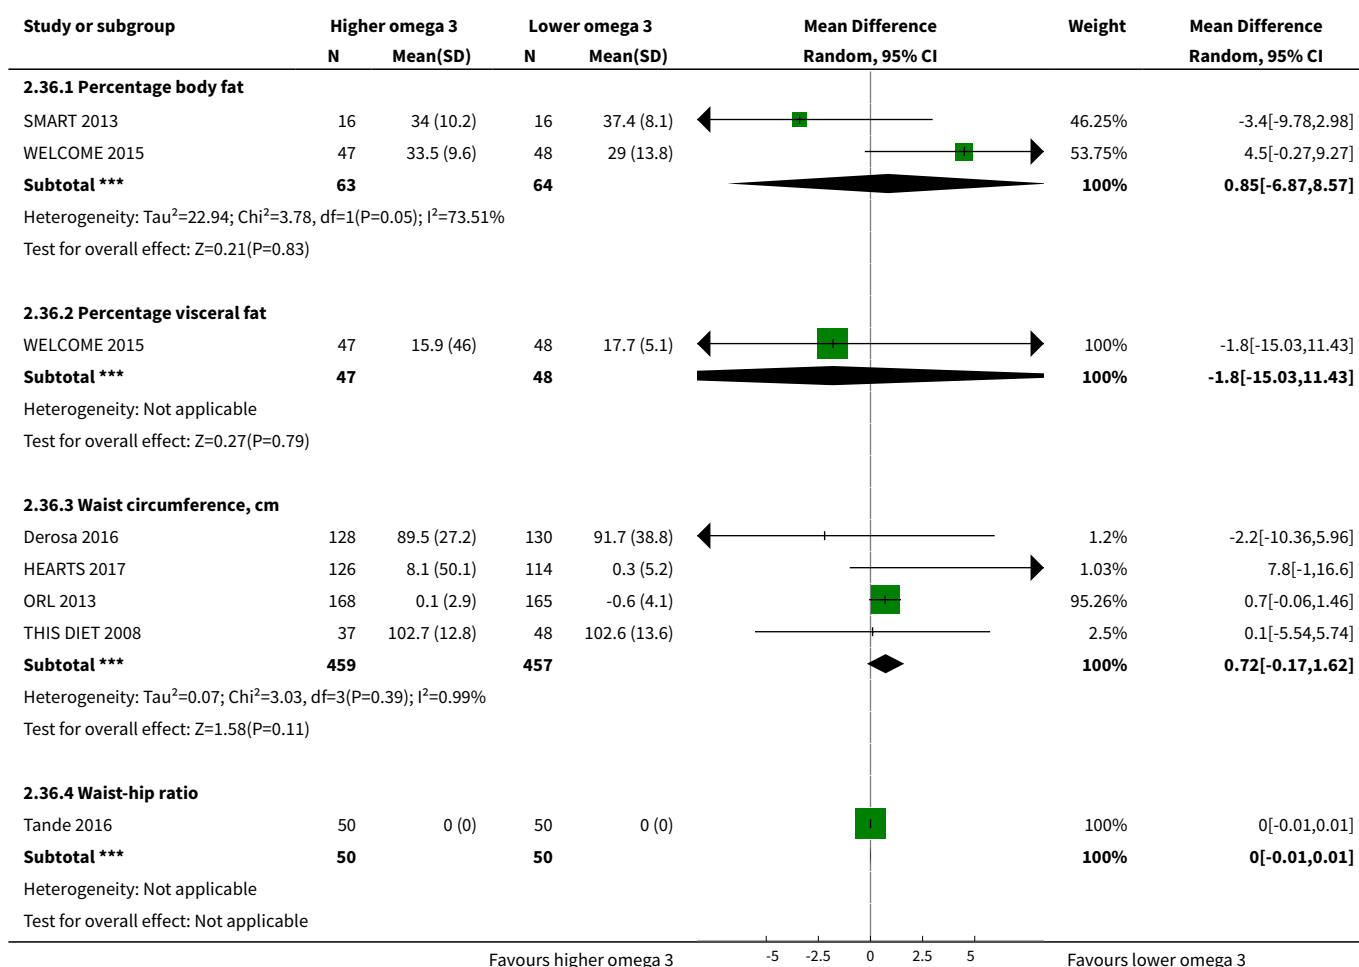 Study or subgroup Higher omega 3 Lower omega 3 Mean Difference Weight Mean Difference
N Mean(SD) N Mean(SD) Random, 95% CI Random, 95% CI
2.36.1 Percentage body fat
SMART 2013 16 34 (10.2) 16 37.4 (8.1) 46.25% -3.4[-9.78,2.98]
WELCOME 2015 47 33.5 (9.6) 48 29 (13.8) 53.75% 4.5[-0.27,9.27]
Subtotal *** 63 64 100% 0.85[-6.87,8.57]
Heterogeneity: Tau²=22.94; Chi²=3.78, df=1(P=0.05); I²=73.51%
Test for overall effect: Z=0.21(P=0.83)
2.36.2 Percentage visceral fat
WELCOME 2015 47 15.9 (46) 48 17.7 (5.1) 100% -1.8[-15.03,11.43]
Subtotal *** 47 48 100% -1.8[-15.03,11.43]
Heterogeneity: Not applicable
Test for overall effect: Z=0.27(P=0.79)
2.36.3 Waist circumference, cm
Derosa 2016 128 89.5 (27.2) 130 91.7 (38.8) 1.2% -2.2[-10.36,5.96]
HEARTS 2017 126 8.1 (50.1) 114 0.3 (5.2) 1.03% 7.8[-1,16.6]
ORL 2013 168 0.1 (2.9) 165 -0.6 (4.1) 95.26% 0.7[-0.06,1.46]
THIS DIET 2008 37 102.7 (12.8) 48 102.6 (13.6) 2.5% 0.1[-5.54,5.74]
Subtotal *** 459 457 100% 0.72[-0.17,1.62]
Heterogeneity: Tau²=0.07; Chi²=3.03, df=3(P=0.39); I²=0.99%
Test for overall effect: Z=1.58(P=0.11)
2.36.4 Waist-hip ratio
Tande 2016 50 0 (0) 50 0 (0) 100% 0[-0.01,0.01]
Subtotal *** 50 50 100% 0[-0.01,0.01]
Heterogeneity: Not applicable
Test for overall effect: Not applicable
Favours higher omega 3 -5 -2.5 0 2.5 5 Favours lower omega 3